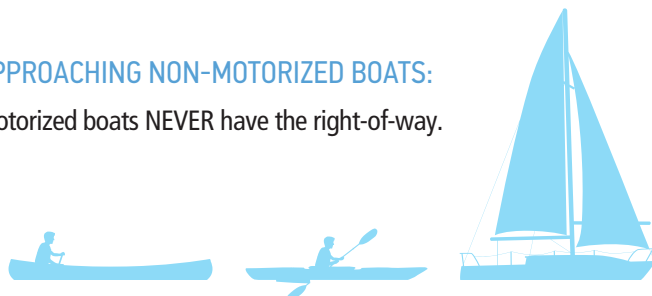 PPROACHING NON-MOTORIZED BOATS:
otorized boats NEVER have the right-of-way.